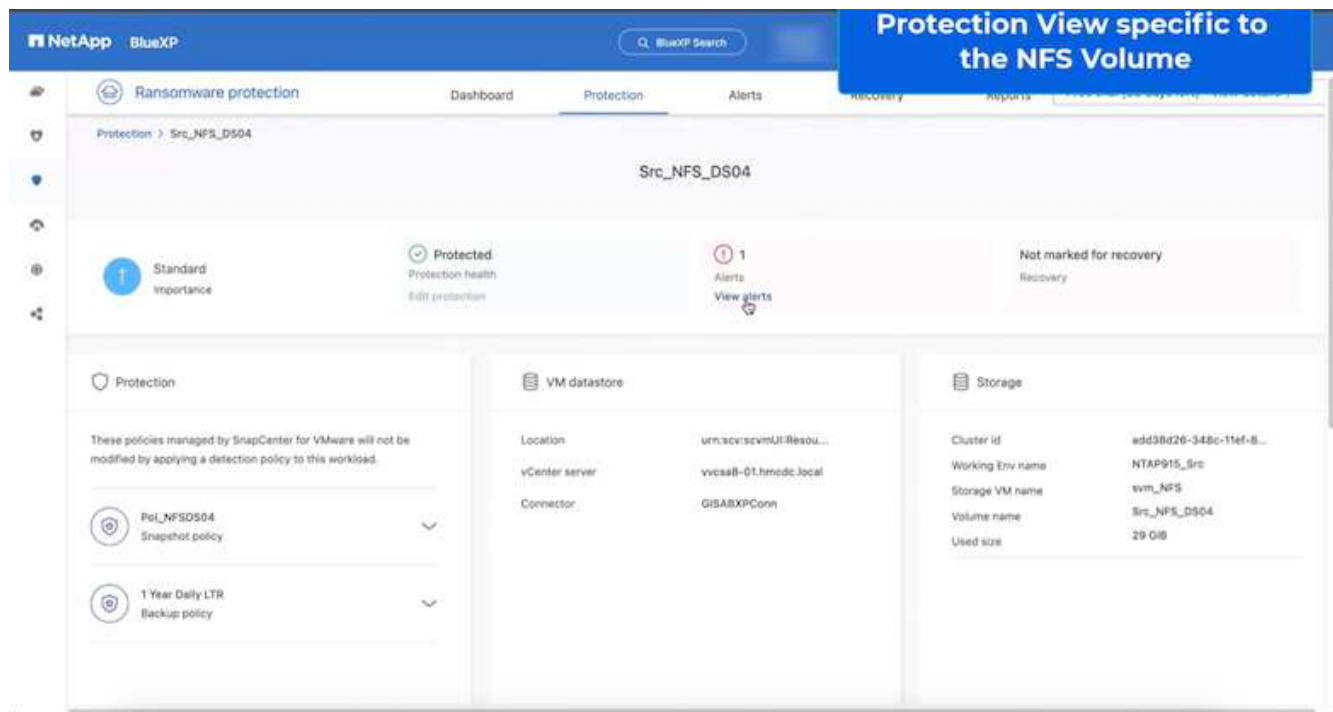 NetApp BlueXP
BlueXP Search
Protection View specific to
the NFS Volume
Ransomware protection
Dashboard
Protection
Alerts
Recovery
Reports
Protection > Src_NFS_DS04
Src_NFS_DS04
Standard
Importance
Protected
Protection health
Edit protection
1
Alerts
View alerts
Not marked for recovery
Recovery
Protection
These policies managed by SnapCenter for VMware will not be
modified by applying a detection policy to this workload.
Pol_NFSDS04
Snapshot policy
1 Year Daily LTR
Backup policy
VM datastore
Location urn:scv:scvmUI:Resou...
vCenter server vvcsa8-01.hmcdc.local
Connector GISABXPConn
Storage
Cluster id add38d26-348c-11ef-8...
Working Env name NTAP915_Src
Storage VM name svm_NFS
Volume name Src_NFS_DS04
Used size 29 GiB